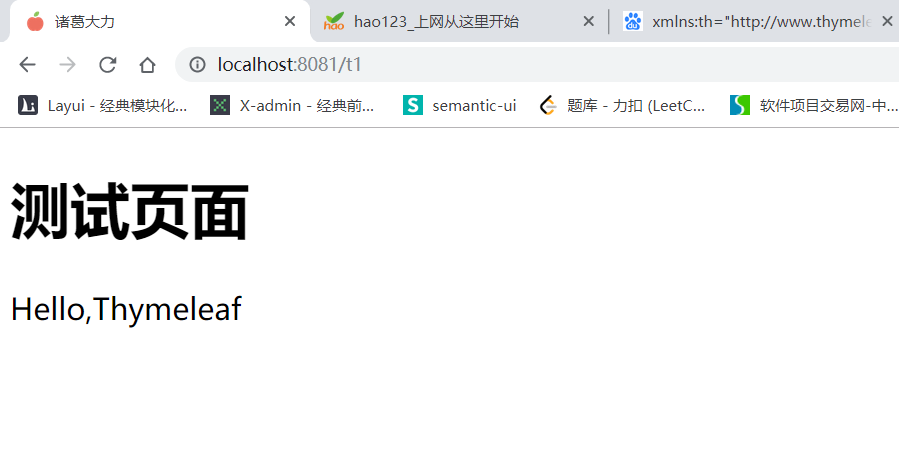 诸葛大力
hao123_上网从这里开始
xmlns:th="http://www.thymele
localhost:8081/t1
Layui - 经典模块化...
X-admin - 经典前...
semantic-ui
题库 - 力扣 (LeetC...
软件项目交易网-中...
测试页面
Hello,Thymeleaf